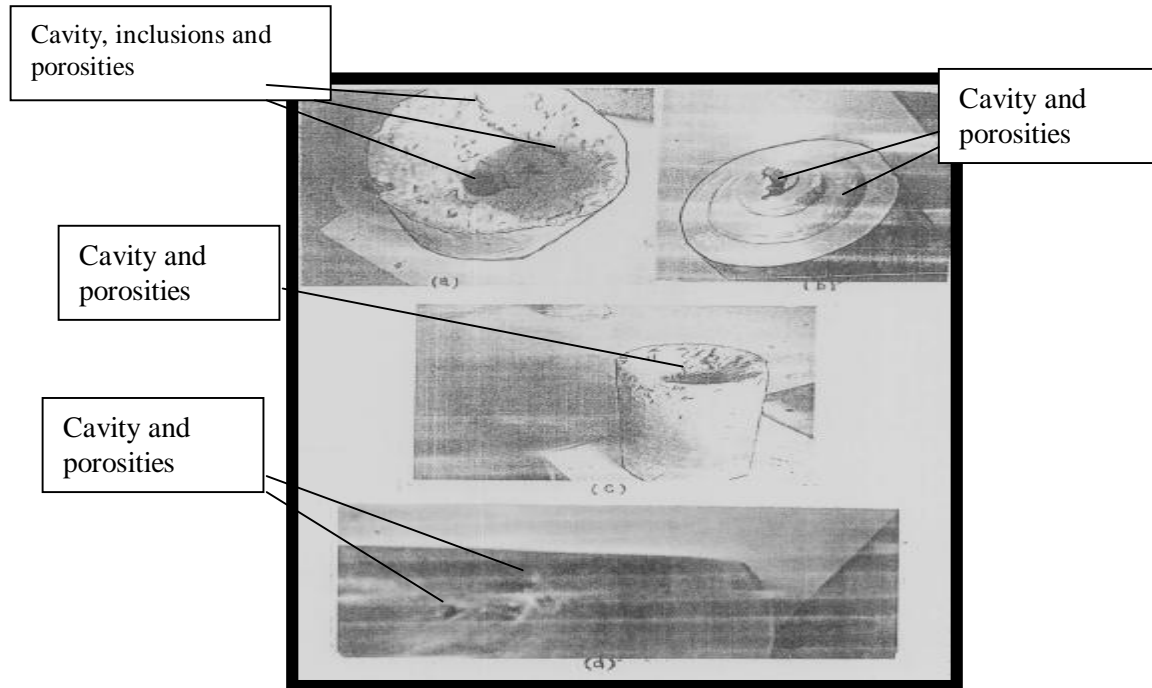 Cavity, inclusions and
porosities
Cavity and
porosities
(a)
(b)
Cavity and
porosities
(c)
Cavity and
porosities
(d)